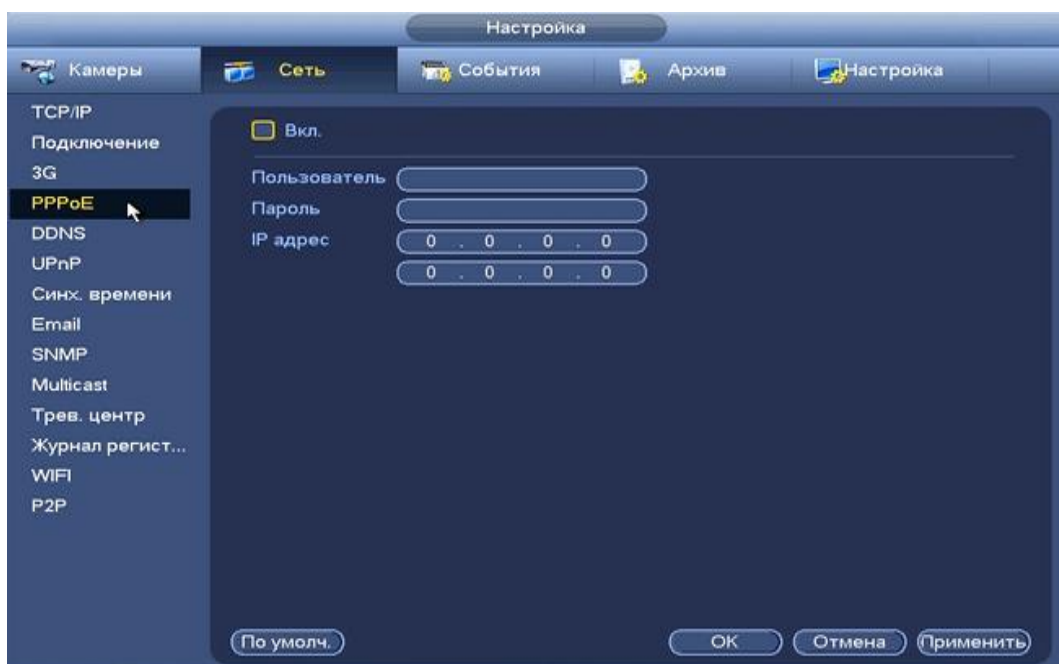 Настройка
Камеры Сеть События Архив Настройка
TCP/IP
Подключение
3G
PPPoE
DDNS
UPnP
Синх. времени
Email
SNMP
Multicast
Трев. центр
Журнал регист...
WIFI
P2P
Вкл.
Пользователь
Пароль
IP адрес 0 . 0 . 0 . 0
0 . 0 . 0 . 0
По умолч. OK Отмена Применить